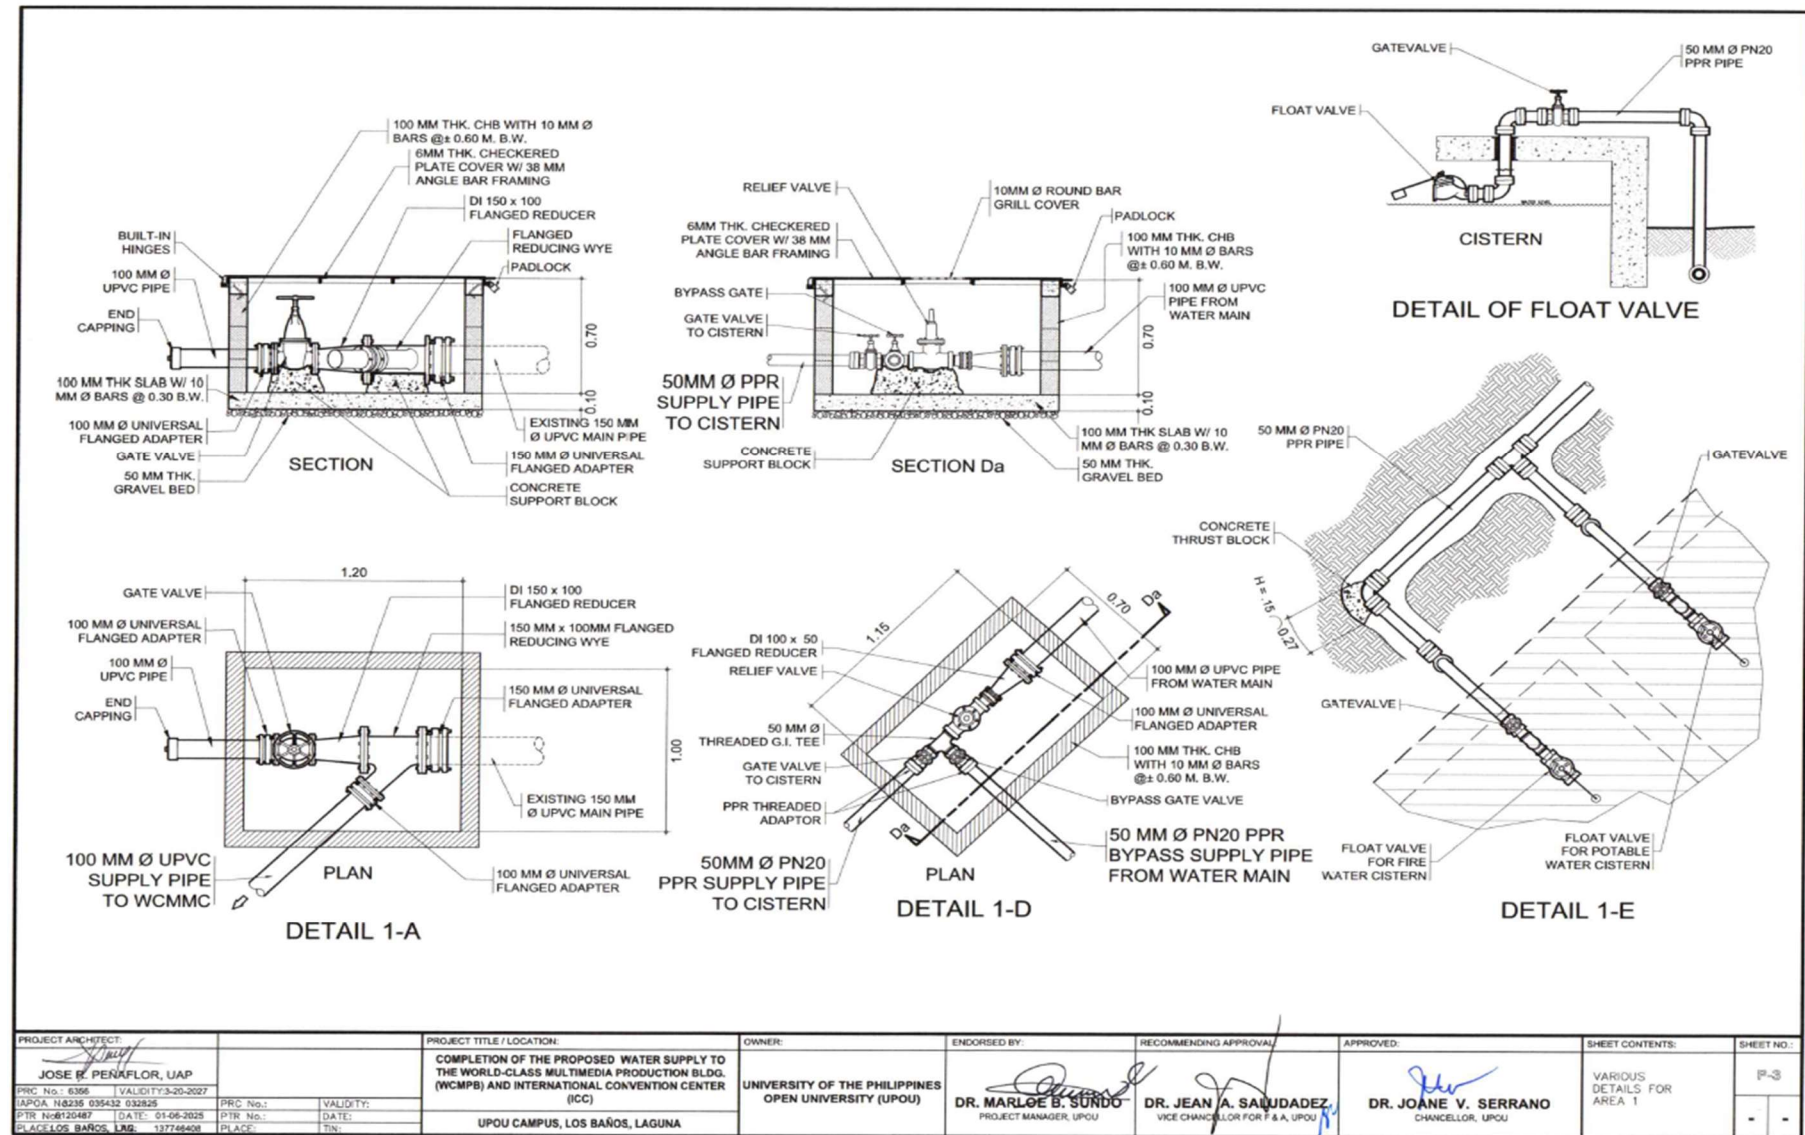 100 MM THK. CHB WITH 10 MM Ø
BARS @± 0.60 M. B.W.
6MM THK. CHECKERED
PLATE COVER W/ 38 MM
ANGLE BAR FRAMING
DI 150 x 100
FLANGED REDUCER
FLANGED
REDUCING WYE
PADLOCK
BUILT-IN
HINGES
100 MM Ø
UPVC PIPE
END
CAPPING
100 MM THK SLAB W/ 10
MM Ø BARS @ 0.30 B.W.
100 MM Ø UNIVERSAL
FLANGED ADAPTER
GATE VALVE
50 MM THK.
GRAVEL BED
0.70
0.10
EXISTING 150 MM
Ø UPVC MAIN PIPE
150 MM Ø UNIVERSAL
FLANGED ADAPTER
CONCRETE
SUPPORT BLOCK
SECTION
RELIEF VALVE
6MM THK. CHECKERED
PLATE COVER W/ 38 MM
ANGLE BAR FRAMING
BYPASS GATE
GATE VALVE
TO CISTERN
50MM Ø PPR
SUPPLY PIPE
TO CISTERN
CONCRETE
SUPPORT BLOCK
10MM Ø ROUND BAR
GRILL COVER
PADLOCK
100 MM THK. CHB
WITH 10 MM Ø BARS
@± 0.60 M. B.W.
100 MM Ø UPVC
PIPE FROM
WATER MAIN
0.70
0.10
100 MM THK SLAB W/ 10
MM Ø BARS @ 0.30 B.W.
50 MM THK.
GRAVEL BED
SECTION Da
GATEVALVE
50 MM Ø PN20
PPR PIPE
FLOAT VALVE
CISTERN
DETAIL OF FLOAT VALVE
1.20
GATE VALVE
100 MM Ø UNIVERSAL
FLANGED ADAPTER
100 MM Ø
UPVC PIPE
END
CAPPING
DI 150 x 100
FLANGED REDUCER
150 MM x 100MM FLANGED
REDUCING WYE
150 MM Ø UNIVERSAL
FLANGED ADAPTER
1.00
EXISTING 150 MM
Ø UPVC MAIN PIPE
100 MM Ø UPVC
SUPPLY PIPE
TO WCMMC
100 MM Ø UNIVERSAL
FLANGED ADAPTER
PLAN
DETAIL 1-A
1.15
0.70
Da
DI 100 x 50
FLANGED REDUCER
RELIEF VALVE
50 MM Ø
THREADED G.I. TEE
GATE VALVE
TO CISTERN
PPR THREADED
ADAPTOR
Da
50MM Ø PN20
PPR SUPPLY PIPE
TO CISTERN
100 MM Ø UPVC PIPE
FROM WATER MAIN
100 MM Ø UNIVERSAL
FLANGED ADAPTER
100 MM THK. CHB
WITH 10 MM Ø BARS
@± 0.60 M. B.W.
BYPASS GATE VALVE
50 MM Ø PN20 PPR
BYPASS SUPPLY PIPE
FROM WATER MAIN
PLAN
DETAIL 1-D
50 MM Ø PN20
PPR PIPE
GATEVALVE
CONCRETE
THRUST BLOCK
H = .15
0.27
GATEVALVE
FLOAT VALVE
FOR FIRE
WATER CISTERN
FLOAT VALVE
FOR POTABLE
WATER CISTERN
DETAIL 1-E
PROJECT ARCHITECT:
JOSE R. PEÑAFLOR, UAP
PRC No.: 6356 VALIDITY:3-20-2027
IAPOA 035432 032825
PTR DATE: 01-06-2025
PLACE:LOS BAÑOS, 137746408
PRC No.: VALIDITY:
PTR No.: DATE:
PLACE: TIN:
PROJECT TITLE / LOCATION:
COMPLETION OF THE PROPOSED WATER SUPPLY TO
THE WORLD-CLASS MULTIMEDIA PRODUCTION BLDG.
(WCMPB) AND INTERNATIONAL CONVENTION CENTER
(ICC)
UPOU CAMPUS, LOS BAÑOS, LAGUNA
OWNER:
UNIVERSITY OF THE PHILIPPINES
OPEN UNIVERSITY (UPOU)
ENDORSED BY:
DR. MARLOE B. SUNDO
PROJECT MANAGER, UPOU
RECOMMENDING APPROVAL:
DR. JEAN A. SALUDADEZ
VICE CHANCELLOR FOR F & A, UPOU
APPROVED:
DR. JOANE V. SERRANO
CHANCELLOR, UPOU
SHEET CONTENTS:
VARIOUS
DETAILS FOR
AREA 1
SHEET NO.:
P-3
- -